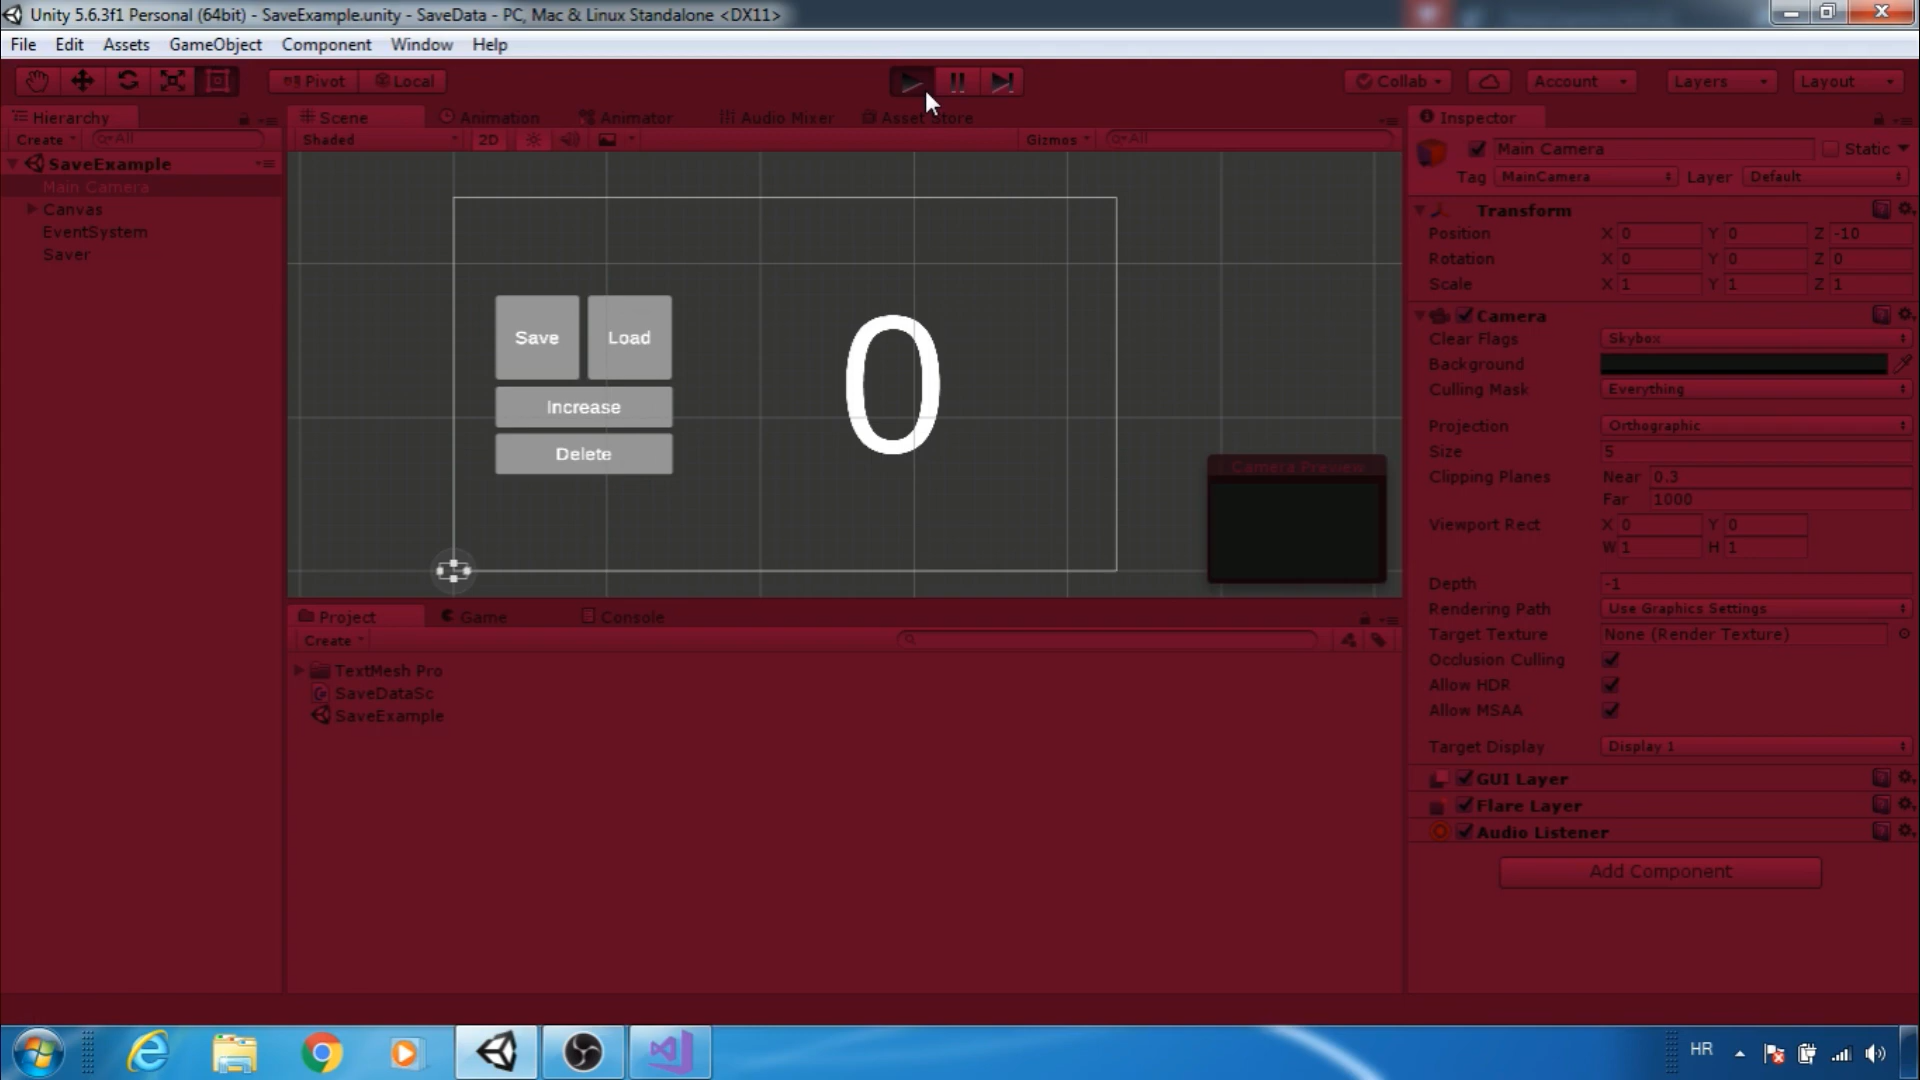 Unity 5.6.3f1 Personal (64bit) - SaveExample.unity - SaveData - PC, Mac & Linux Standalone <DX11>
File Edit Assets GameObject Component Window Help
Pivot Local Collab Account Layers Layout
Hierarchy
Create All
SaveExample
Main Camera
Canvas
EventSystem
Saver
Scene Animation Animator Audio Mixer Asset Store
Shaded 2D Gizmos All
Save Load
Increase
Delete
0
Camera Preview
Project Game Console
Create
TextMesh Pro
SaveDataSc
SaveExample
Inspector
Main Camera Static
Tag MainCamera Layer Default
Transform
Position X 0 Y 0 Z -10
Rotation X 0 Y 0 Z 0
Scale X 1 Y 1 Z 1
Camera
Clear Flags Skybox
Background
Culling Mask Everything
Projection Orthographic
Size 5
Clipping Planes Near 0.3
Far 1000
Viewport Rect X 0 Y 0
W 1 H 1
Depth -1
Rendering Path Use Graphics Settings
Target Texture None (Render Texture)
Occlusion Culling
Allow HDR
Allow MSAA
Target Display Display 1
GUI Layer
Flare Layer
Audio Listener
Add Component
HR